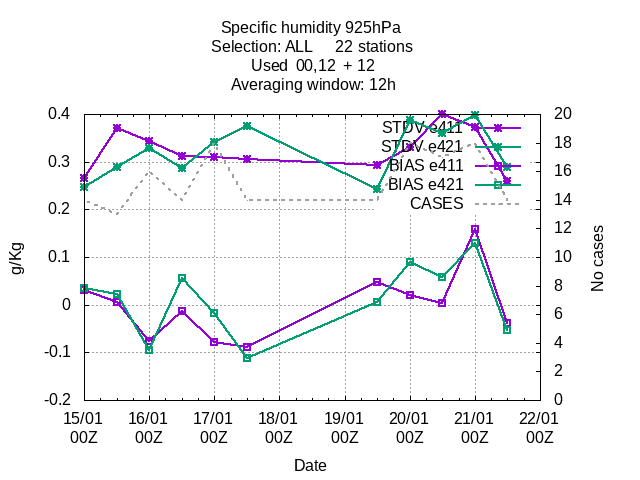 Specific humidity 925hPa
Selection: ALL 22 stations
Used 00,12 + 12
Averaging window: 12h
0.4
0.3
0.2
0.1
0
-0.1
-0.2
g/Kg
20
18
16
14
12
10
8
6
4
2
0
No cases
STDV e411
STDV e421
BIAS e411
BIAS e421
CASES
15/01 16/01 17/01 18/01 19/01 20/01 21/01 22/01
00Z 00Z 00Z 00Z 00Z 00Z 00Z 00Z
Date